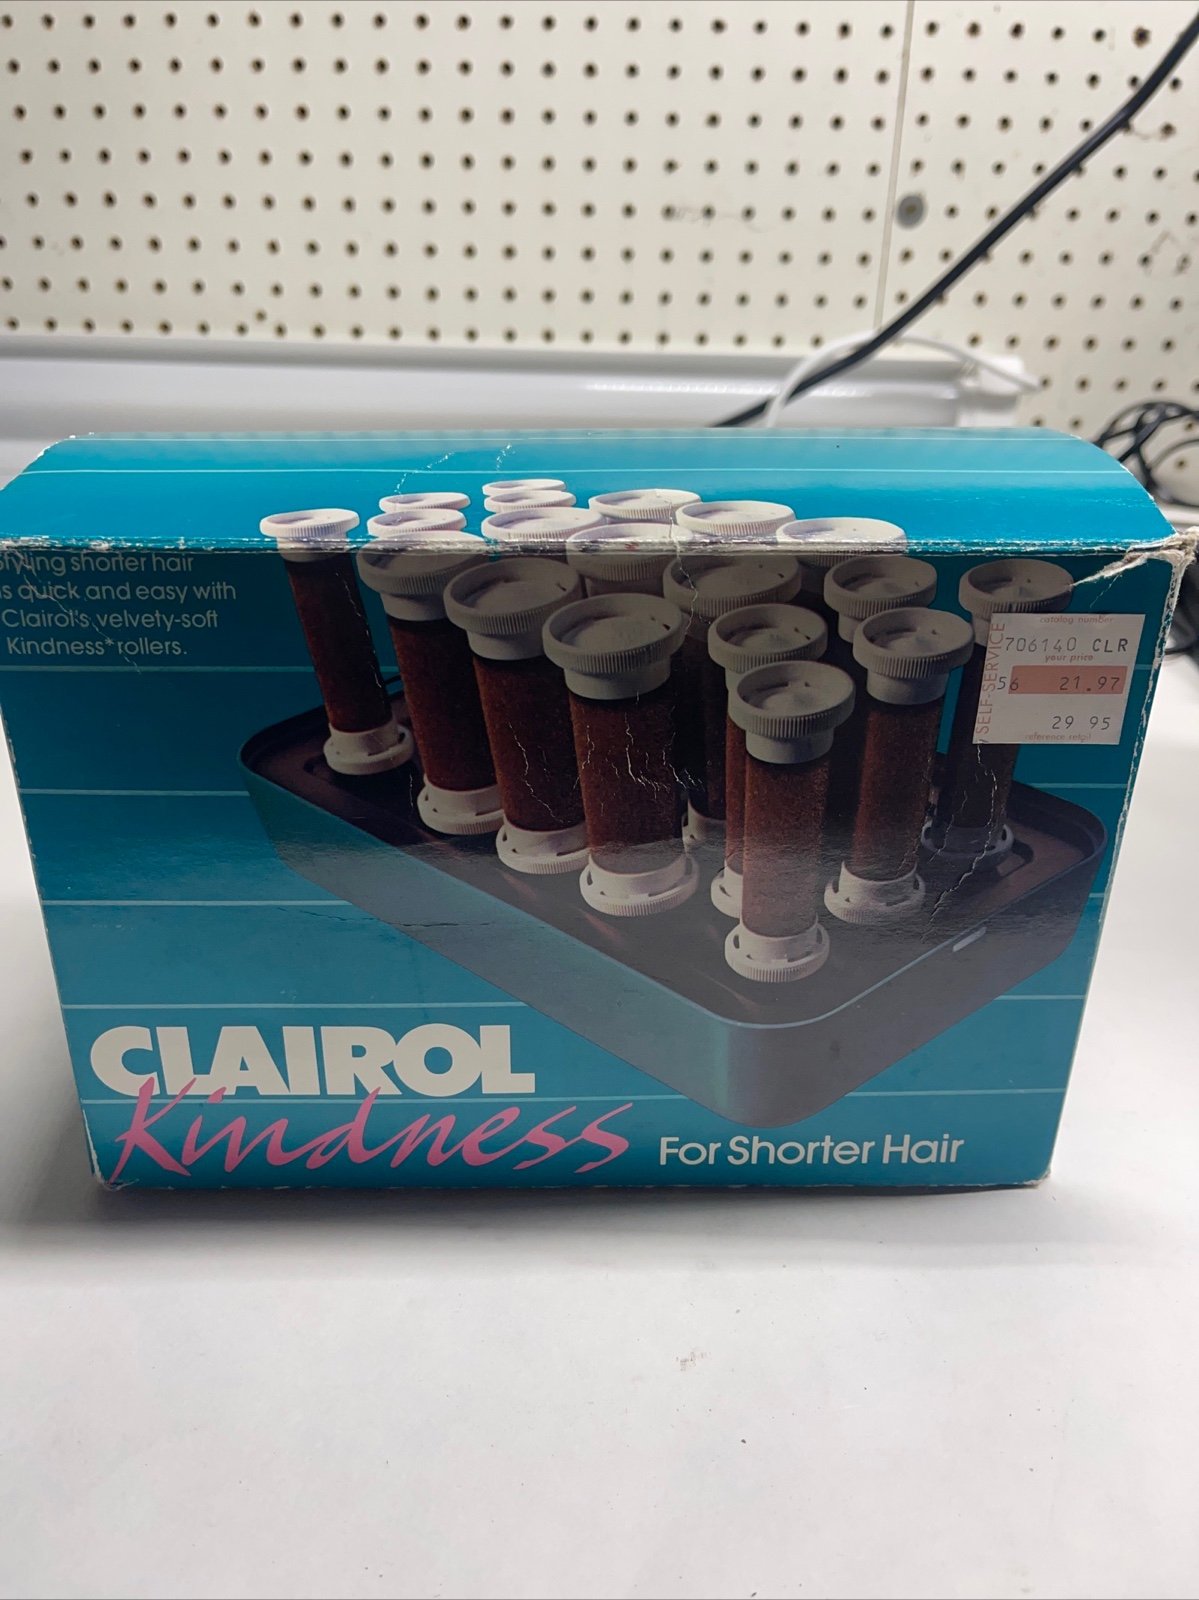 Styling shorter hair
is quick and easy with
Clairol's velvety-soft
Kindness* rollers.
SELF-SERVICE
catalog number
706140 CLR
your price
56 21.97
29 95
reference retail
CLAIROL
Kindness For Shorter Hair